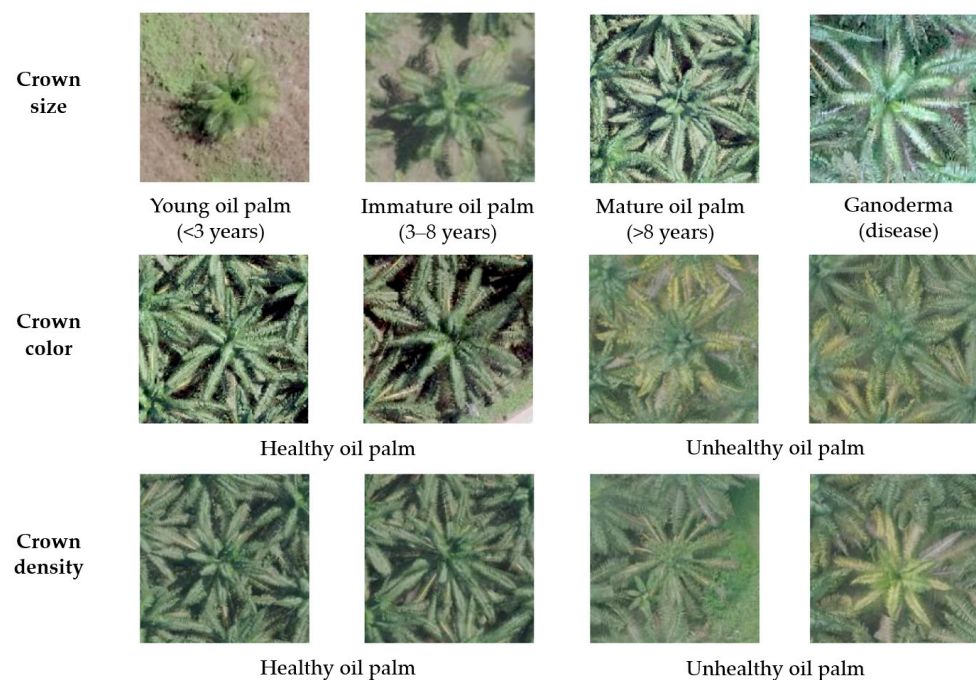 Crown
size
Young oil palm
(<3 years)
Immature oil palm
(3–8 years)
Mature oil palm
(>8 years)
Ganoderma
(disease)
Crown
color
Healthy oil palm
Unhealthy oil palm
Crown
density
Healthy oil palm
Unhealthy oil palm